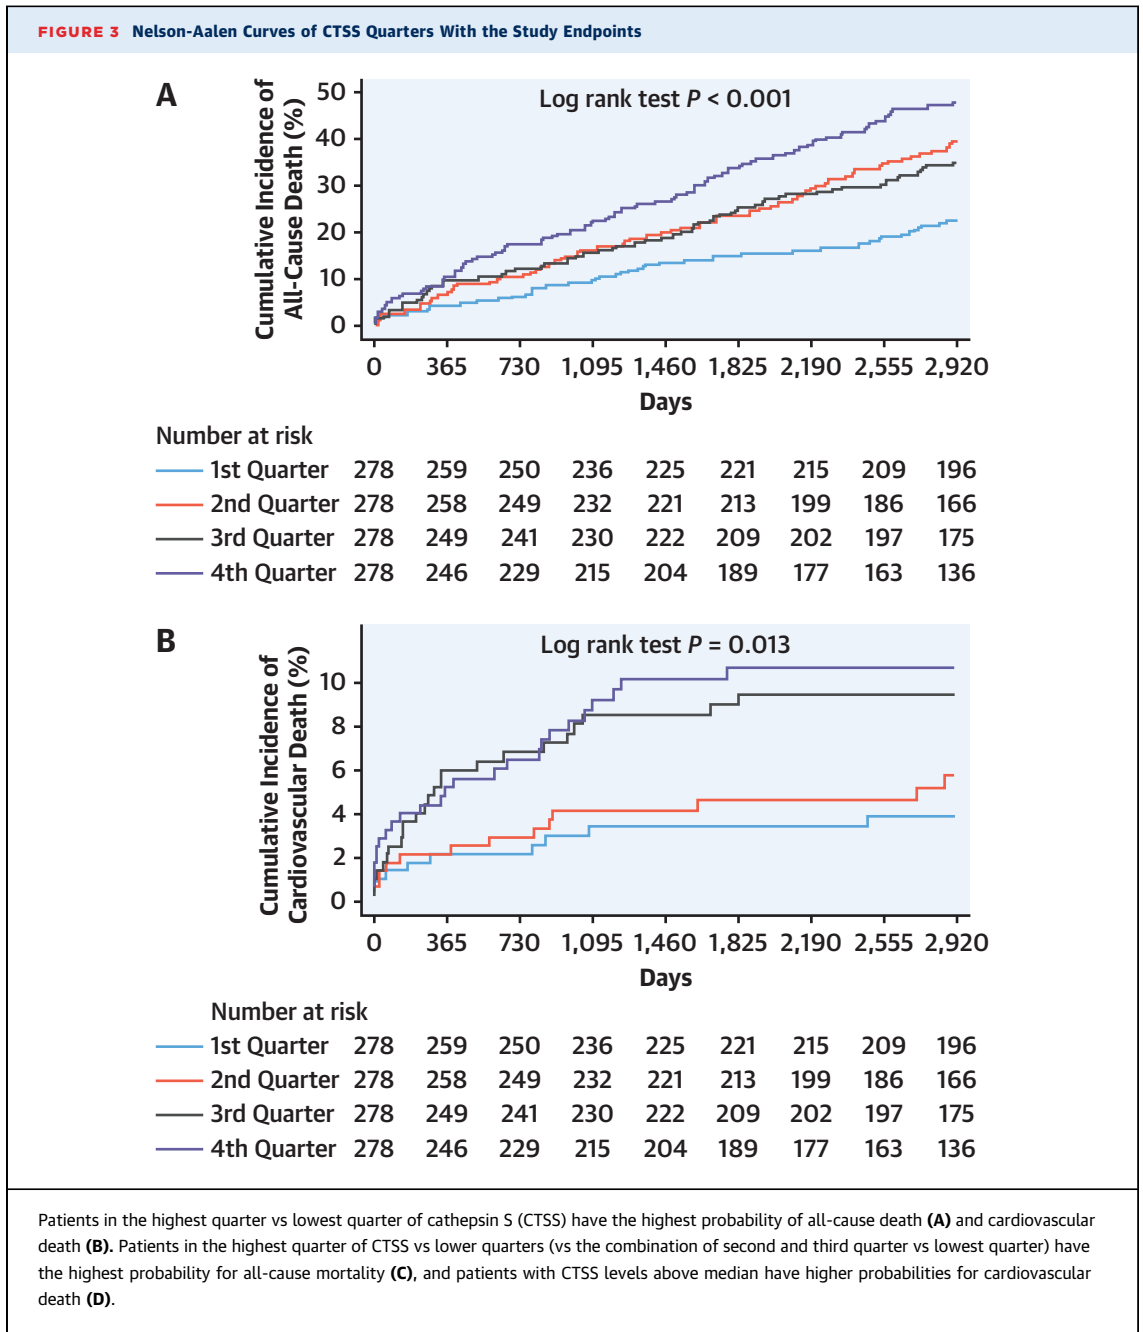 FIGURE 3 Nelson-Aalen Curves of CTSS Quarters With the Study Endpoints
A
Cumulative Incidence of
All-Cause Death (%)
Log rank test P < 0.001
50
40
30
20
10
0
0 365 730 1,095 1,460 1,825 2,190 2,555 2,920
Days
Number at risk
1st Quarter 278 259 250 236 225 221 215 209 196
2nd Quarter 278 258 249 232 221 213 199 186 166
3rd Quarter 278 249 241 230 222 209 202 197 175
4th Quarter 278 246 229 215 204 189 177 163 136
B
Cumulative Incidence of
Cardiovascular Death (%)
Log rank test P = 0.013
10
8
6
4
2
0
0 365 730 1,095 1,460 1,825 2,190 2,555 2,920
Days
Number at risk
1st Quarter 278 259 250 236 225 221 215 209 196
2nd Quarter 278 258 249 232 221 213 199 186 166
3rd Quarter 278 249 241 230 222 209 202 197 175
4th Quarter 278 246 229 215 204 189 177 163 136
Patients in the highest quarter vs lowest quarter of cathepsin S (CTSS) have the highest probability of all-cause death (A) and cardiovascular
death (B). Patients in the highest quarter of CTSS vs lower quarters (vs the combination of second and third quarter vs lowest quarter) have
the highest probability for all-cause mortality (C), and patients with CTSS levels above median have higher probabilities for cardiovascular
death (D).